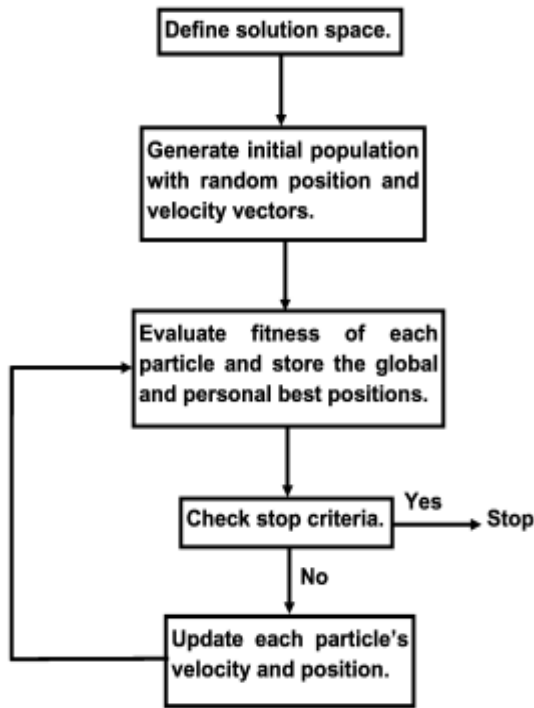 Define solution space.
Generate initial population
with random position and
velocity vectors.
Evaluate fitness of each
particle and store the global
and personal best positions.
Check stop criteria.
Yes
Stop
No
Update each particle's
velocity and position.